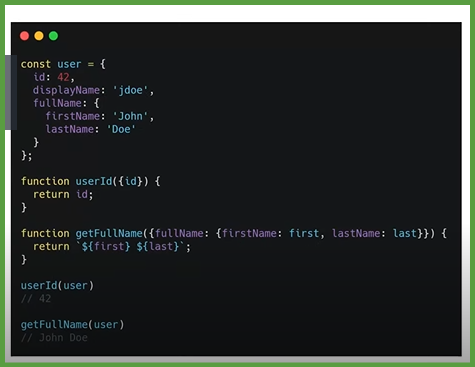 const user = {
  id: 42,
  displayName: 'jdoe',
  fullName: {
    firstName: 'John',
    lastName: 'Doe'
  }
};

function userId({id}) {
  return id;
}

function getFullName({fullName: {firstName: first, lastName: last}}) {
  return `${first} ${last}`;
}

userId(user)
// 42

getFullName(user)
// John Doe